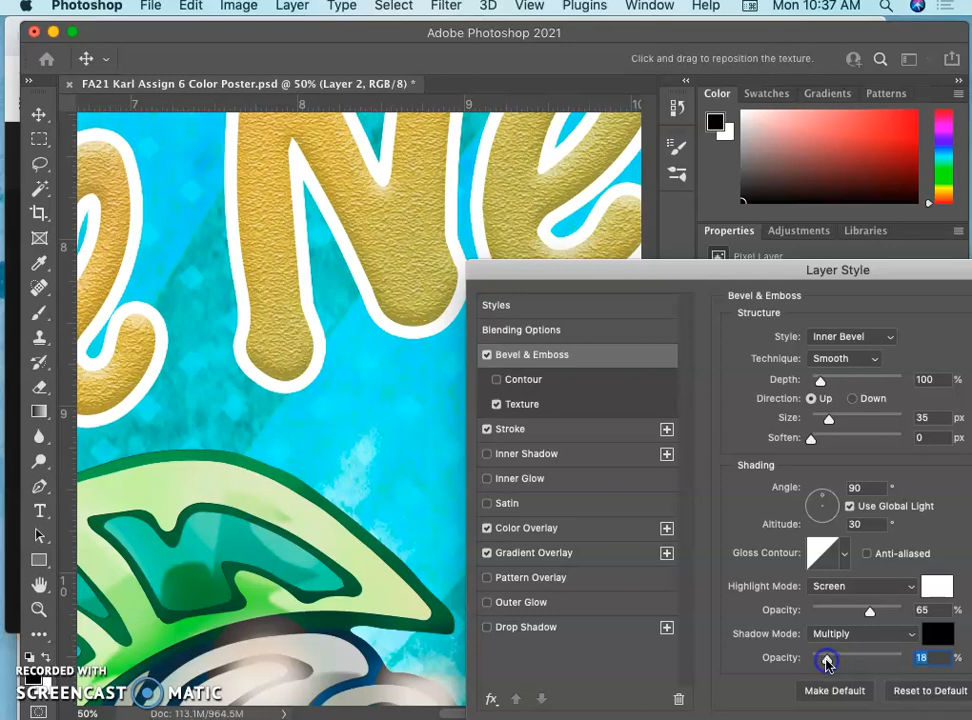 Photoshop File Edit Image Layer Type Select Filter 3D View Plugins Window Help Mon 10:37 AM
Adobe Photoshop 2021
Click and drag to reposition the texture.
FA21 Karl Assign 6 Color Poster.psd @ 50% (Layer 2, RGB/8) *
Color Swatches Gradients Patterns
7 8 9 10
Ne
8
9
10
Properties Adjustments Libraries
Pixel Layer
Layer Style
Styles
Blending Options
Bevel & Emboss
Contour
Texture
Stroke
Inner Shadow
Inner Glow
Satin
Color Overlay
Gradient Overlay
Pattern Overlay
Outer Glow
Drop Shadow
fx
Bevel & Emboss
Structure
Style: Inner Bevel
Technique: Smooth
Depth: 100 %
Direction: Up Down
Size: 35 px
Soften: 0 px
Shading
Angle: 90 °
Use Global Light
Altitude: 30 °
Gloss Contour: Anti-aliased
Highlight Mode: Screen
Opacity: 65 %
Shadow Mode: Multiply
Opacity: 18 %
Make Default Reset to Default
RECORDED WITH
SCREENCAST MATIC
50% Doc: 113.1M/964.5M